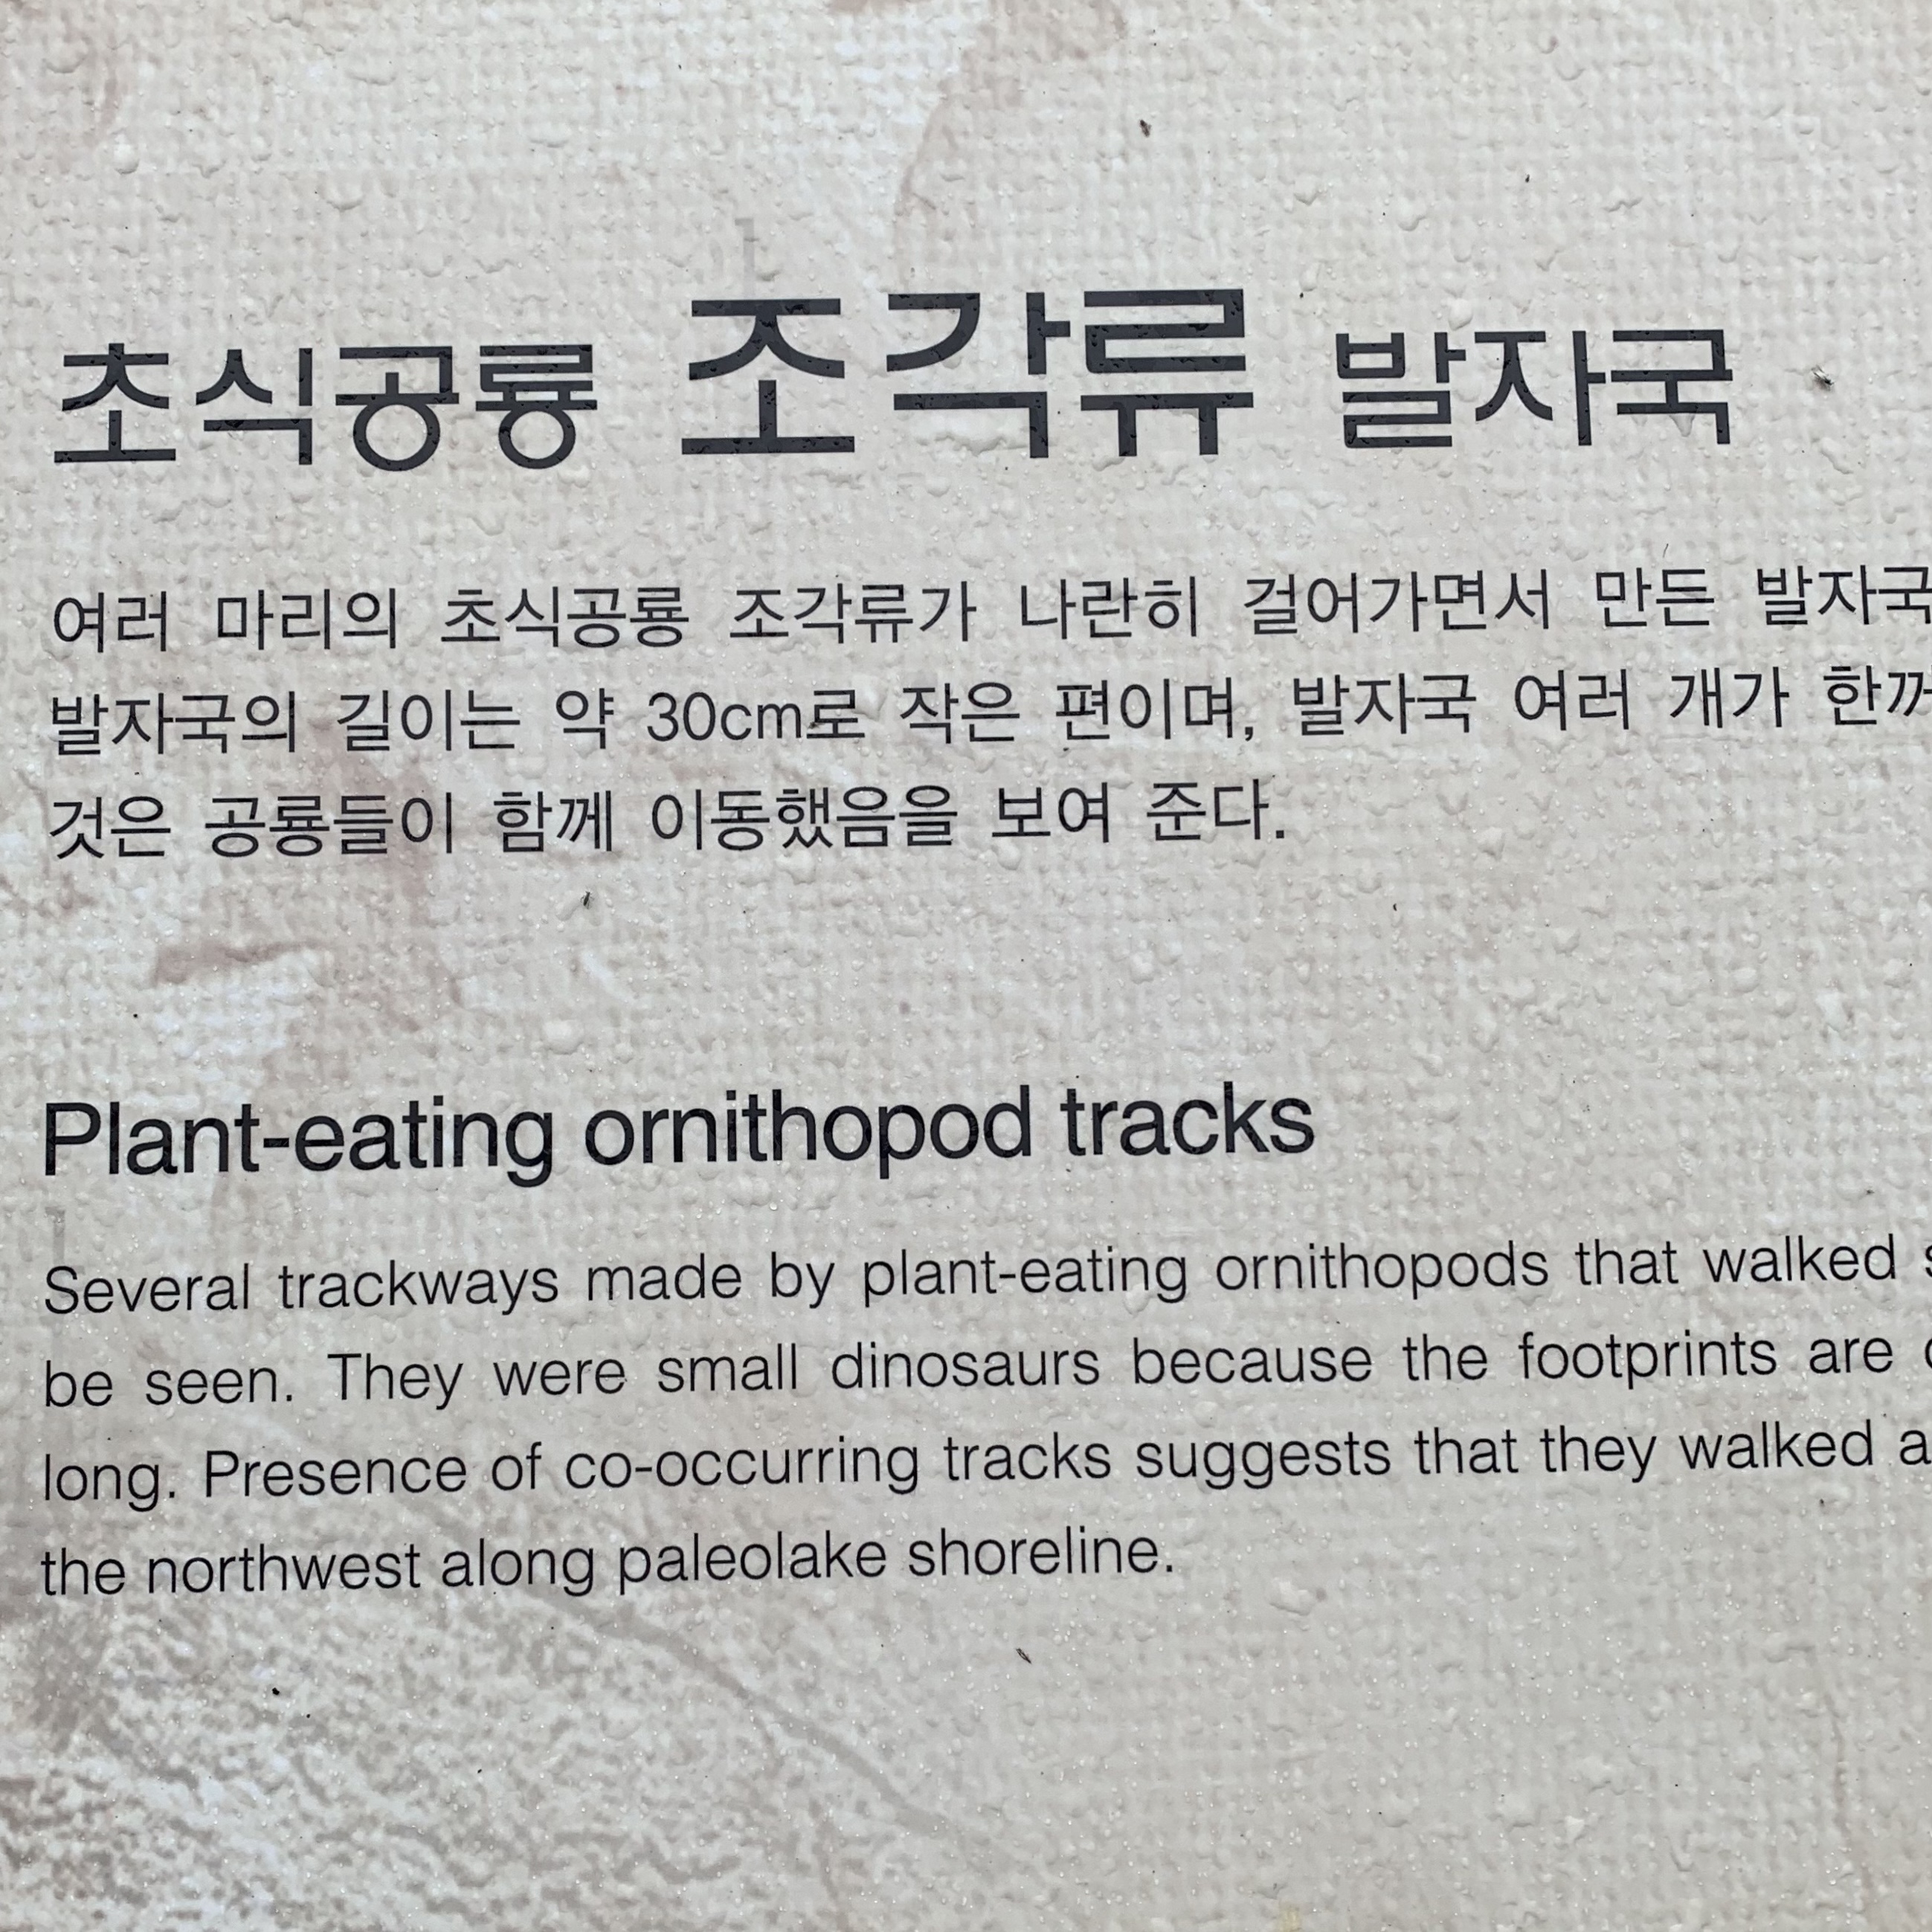 초식공룡 조각류 발자국
여러 마리의 초식공룡 조각류가 나란히 걸어가면서 만든 발자국
발자국의 길이는 약 30cm로 작은 편이며, 발자국 여러 개가
것은 공룡들이 함께 이동했음을 보여 준다.
Plant-eating ornithopod tracks
Several trackways made by plant-eating ornithopods that walked
be seen. They were small dinosaurs because the footprints are
long. Presence of co-occurring tracks suggests that they walked
the northwest along paleolake shoreline.